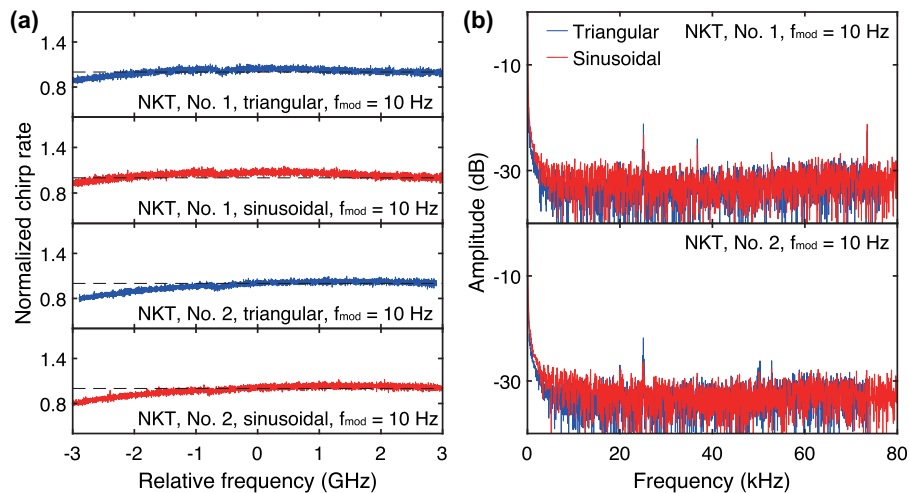 (a)
Normalized chirp rate
1.4
0.8
NKT, No. 1, triangular, fmod = 10 Hz
1.4
0.8
NKT, No. 1, sinusoidal, fmod = 10 Hz
1.4
0.8
NKT, No. 2, triangular, fmod = 10 Hz
1.4
0.8
NKT, No. 2, sinusoidal, fmod = 10 Hz
-3 -2 -1 0 1 2 3
Relative frequency (GHz)
(b)
Amplitude (dB)
Triangular
Sinusoidal
NKT, No. 1, fmod = 10 Hz
-10
-30
NKT, No. 2, fmod = 10 Hz
-10
-30
0 20 40 60 80
Frequency (kHz)